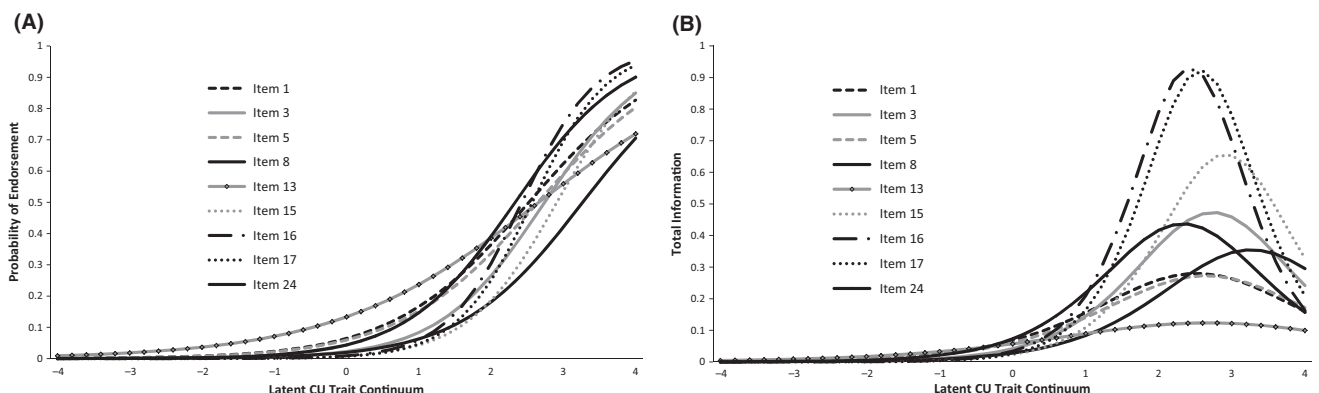 (A)
Probability of Endorsement
1
0.9
0.8
0.7
0.6
0.5
0.4
0.3
0.2
0.1
0
Item 1
Item 3
Item 5
Item 8
Item 13
Item 15
Item 16
Item 17
Item 24
−4 −3 −2 −1 0 1 2 3 4
Latent CU Trait Continuum
(B)
Total Information
1
0.9
0.8
0.7
0.6
0.5
0.4
0.3
0.2
0.1
0
Item 1
Item 3
Item 5
Item 8
Item 13
Item 15
Item 16
Item 17
Item 24
−4 −3 −2 −1 0 1 2 3 4
Latent CU Trait Continuum